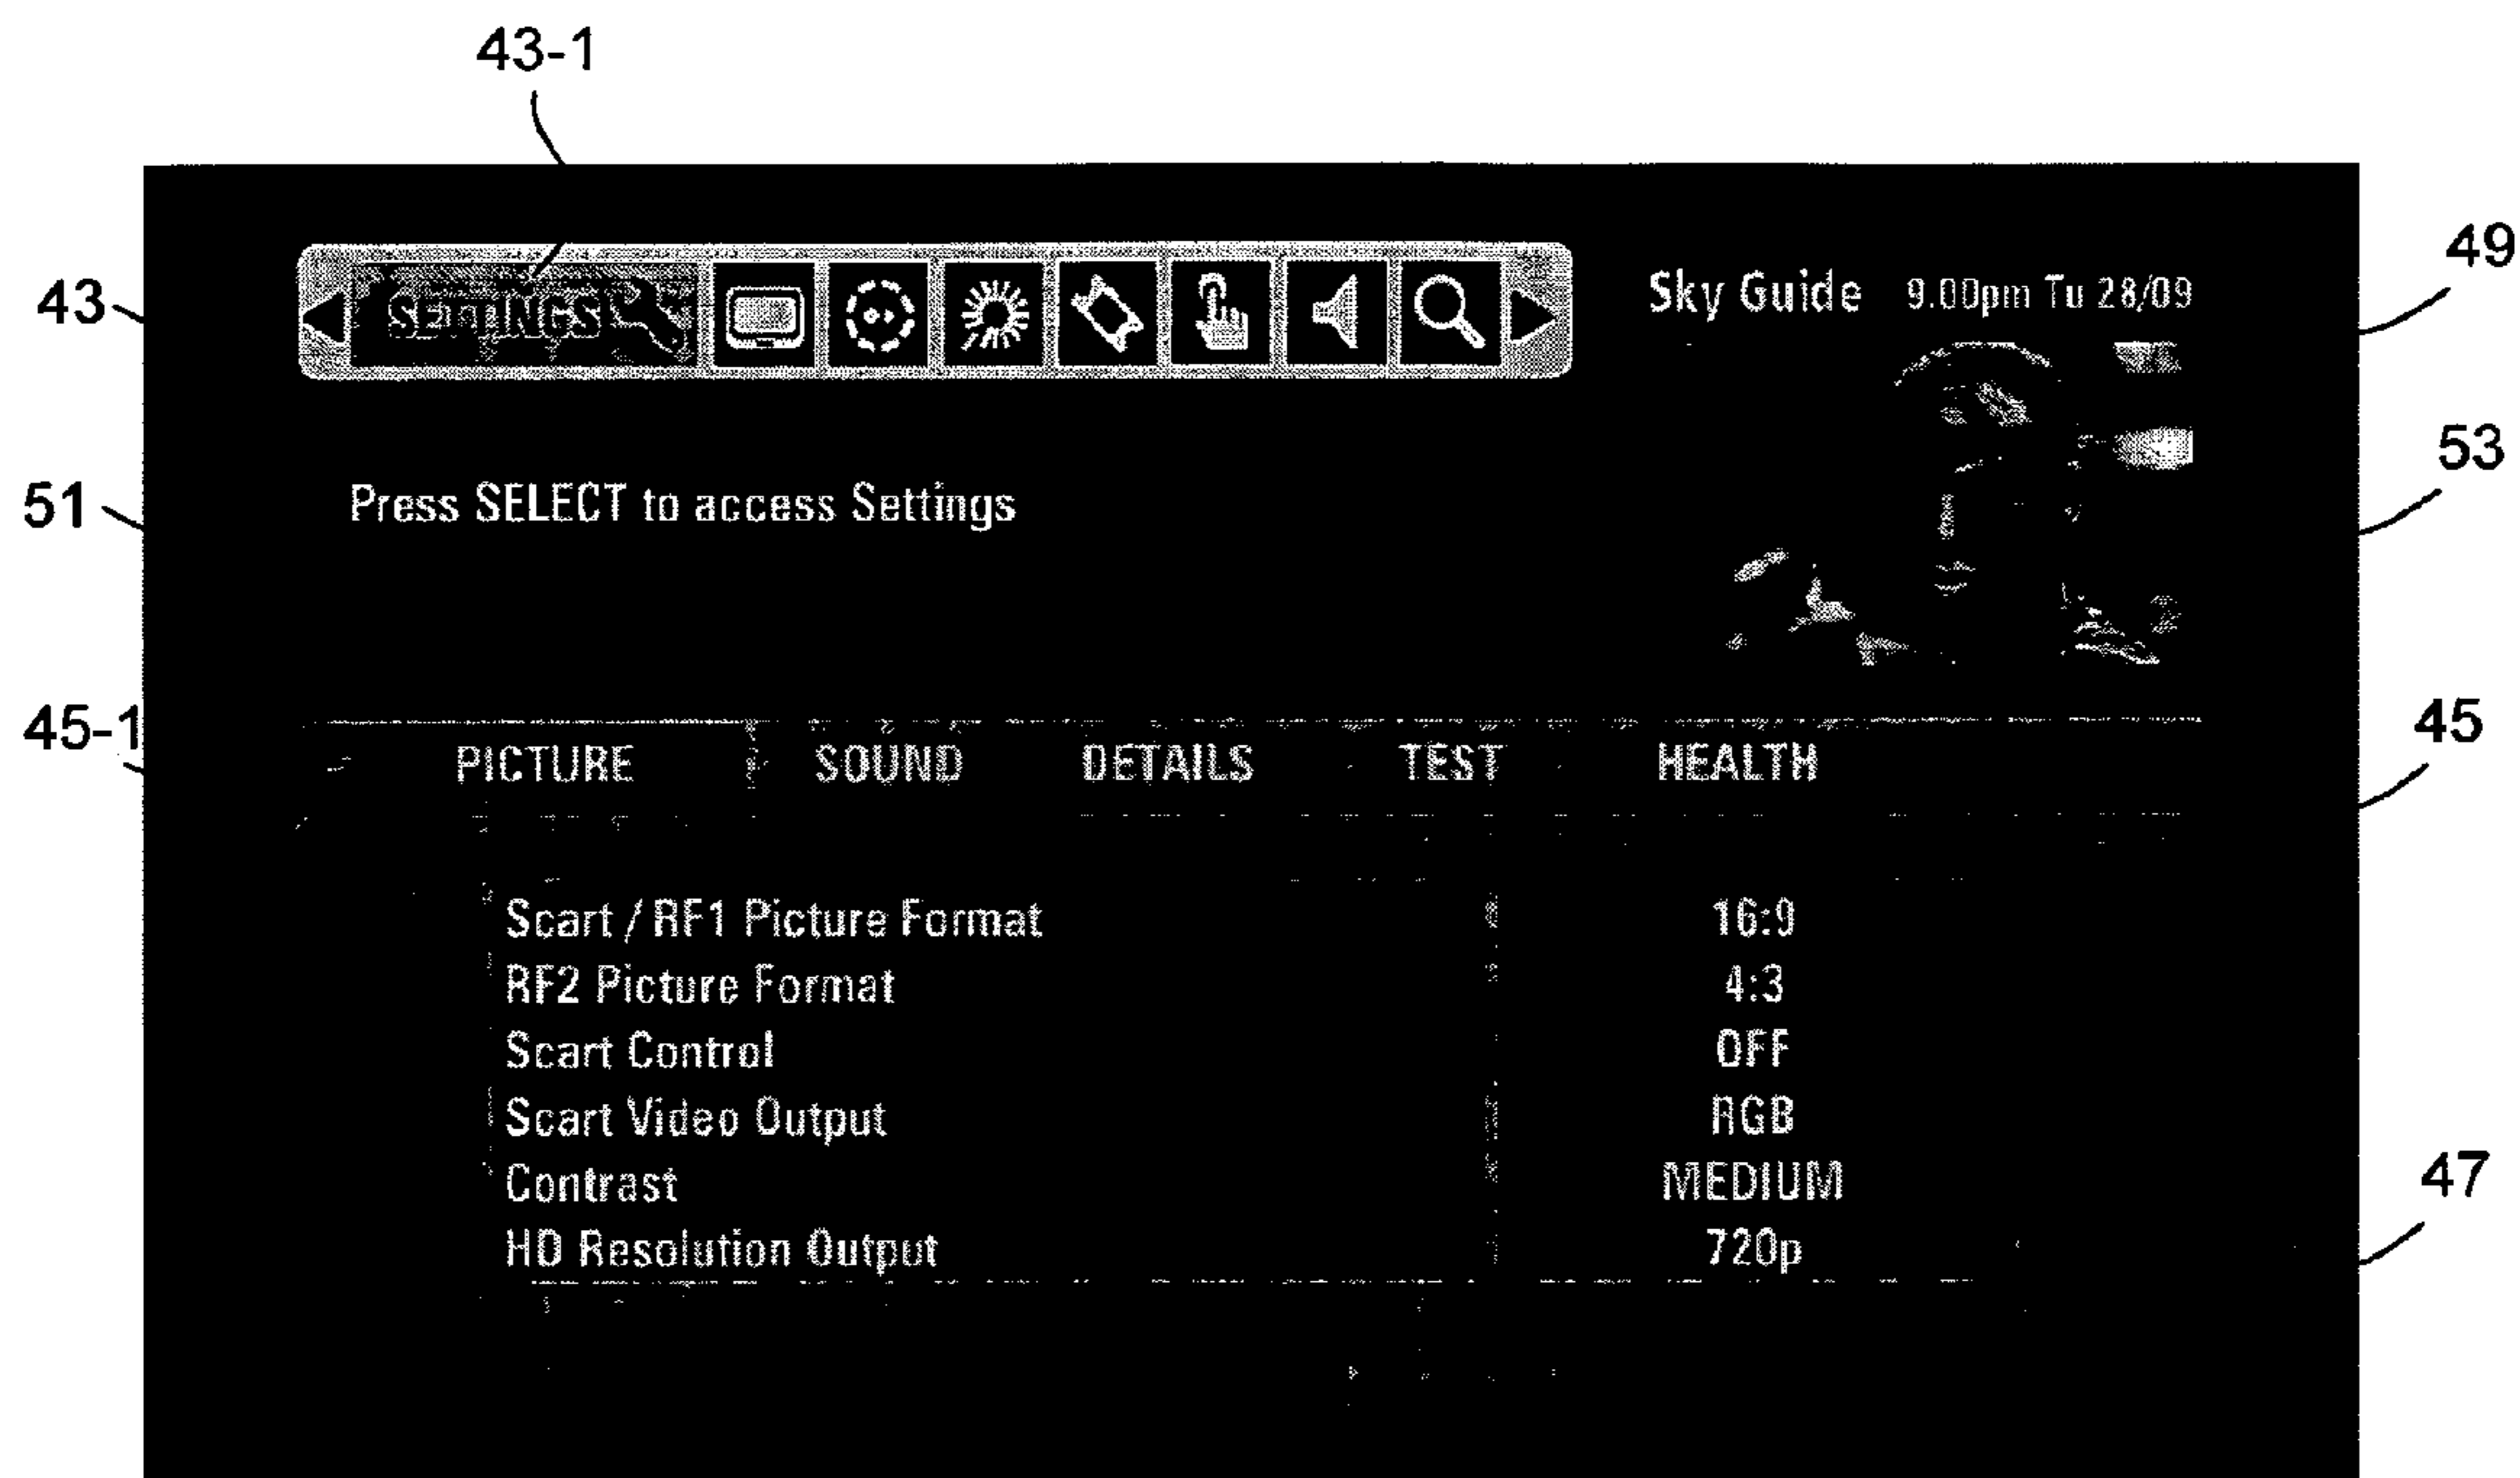 43-1
49
43
SETTINGS
Sky Guide 9.00pm Tu 28/09
53
51
Press SELECT to access Settings
45-1
45
PICTURE SOUND DETAILS TEST HEALTH
Scart / RF1 Picture Format 16:9
RF2 Picture Format 4:3
Scart Control OFF
Scart Video Output RGB
Contrast MEDIUM
47
HD Resolution Output 720p